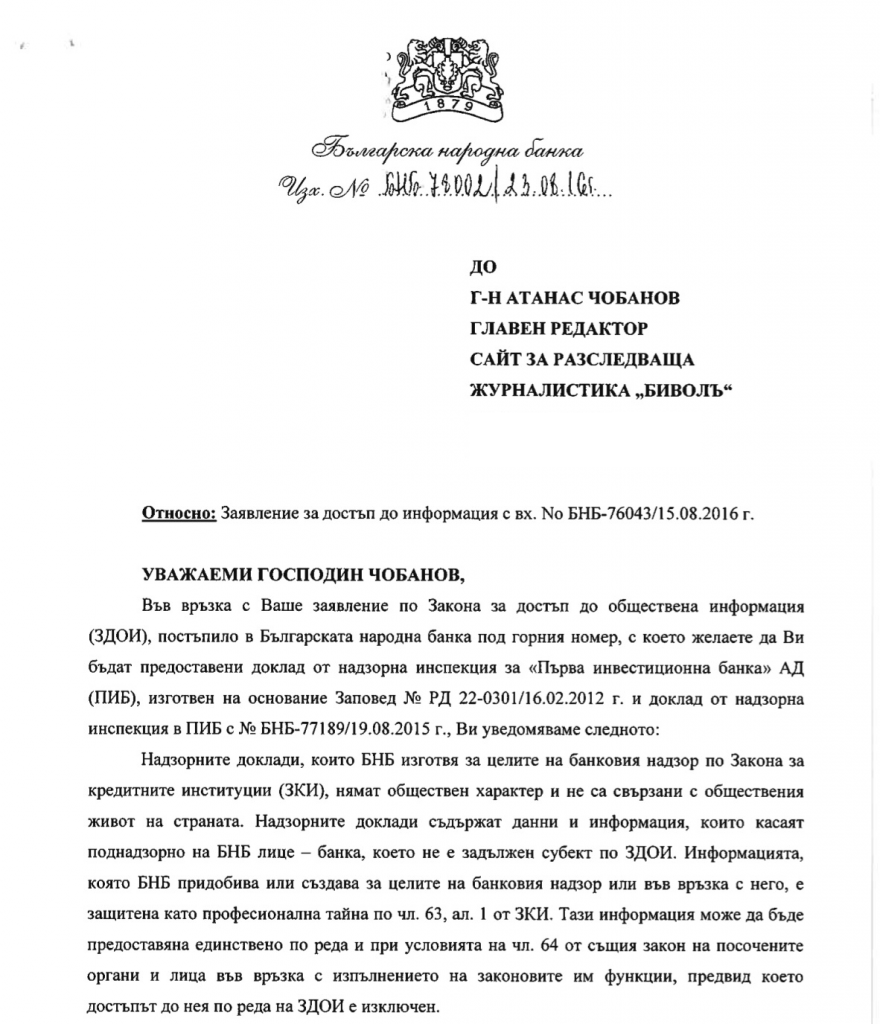 1879
Българска народна банка
Изх. № БНБ-78002/23.08.16г.
ДО
Г-Н АТАНАС ЧОБАНОВ
ГЛАВЕН РЕДАКТОР
САЙТ ЗА РАЗСЛЕДВАЩА
ЖУРНАЛИСТИКА „БИВОЛЪ“
Относно: Заявление за достъп до информация с вх. No БНБ-76043/15.08.2016 г.
УВАЖАЕМИ ГОСПОДИН ЧОБАНОВ,
Във връзка с Ваше заявление по Закона за достъп до обществена информация
(ЗДОИ), постъпило в Българската народна банка под горния номер, с което желаете да Ви
бъдат предоставени доклад от надзорна инспекция за «Първа инвестиционна банка» АД
(ПИБ), изготвен на основание Заповед № РД 22-0301/16.02.2012 г. и доклад от надзорна
инспекция в ПИБ с № БНБ-77189/19.08.2015 г., Ви уведомяваме следното:
Надзорните доклади, които БНБ изготвя за целите на банковия надзор по Закона за
кредитните институции (ЗКИ), нямат обществен характер и не са свързани с обществения
живот на страната. Надзорните доклади съдържат данни и информация, които касаят
поднадзорно на БНБ лице – банка, което не е задължен субект по ЗДОИ. Информацията,
която БНБ придобива или създава за целите на банковия надзор или във връзка с него, е
защитена като професионална тайна по чл. 63, ал. 1 от ЗКИ. Тази информация може да бъде
предоставяна единствено по реда и при условията на чл. 64 от същия закон на посочените
органи и лица във връзка с изпълнението на законовите им функции, предвид което
достъпът до нея по реда на ЗДОИ е изключен.